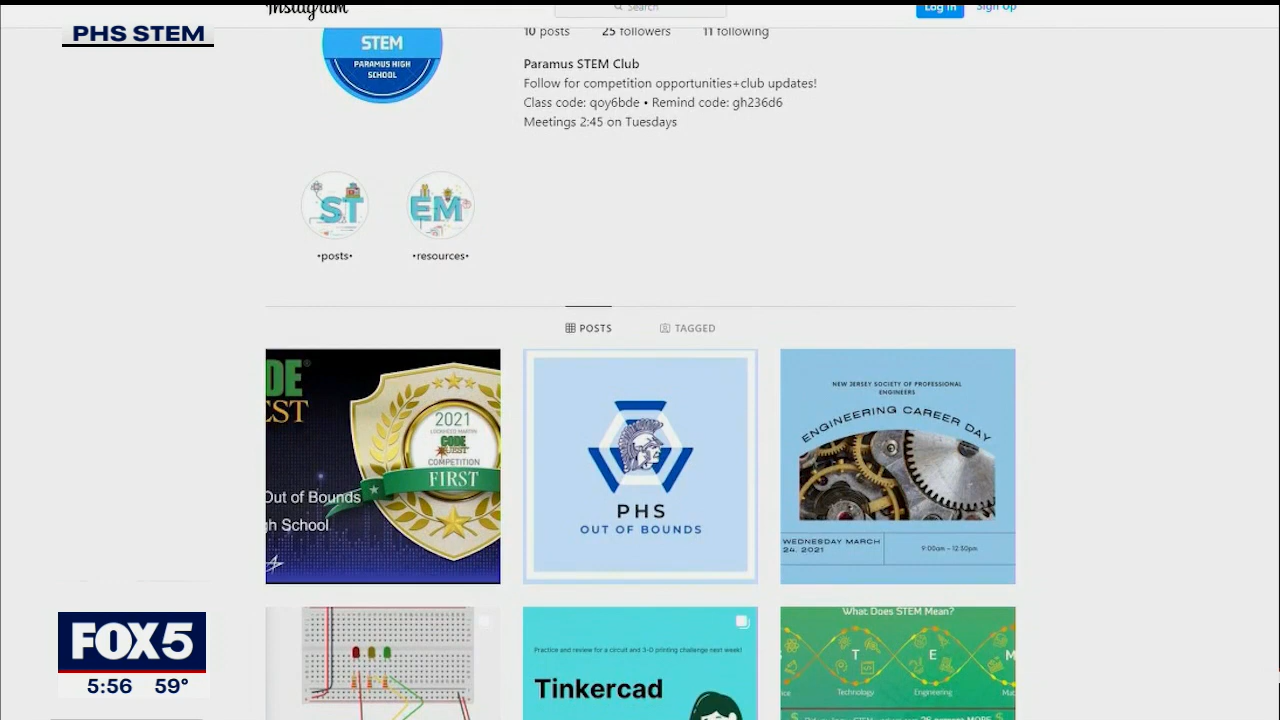 Instagram
Search
Log In
Sign Up
PHS STEM
STEM
PARAMUS HIGH
SCHOOL
10 posts
25 followers
11 following
Paramus STEM Club
Follow for competition opportunities+club updates!
Class code: qoy6bde • Remind code: gh236d6
Meetings 2:45 on Tuesdays
ST
EM
•posts•
•resources•
POSTS
TAGGED
DE®
EST
2021
LOCKHEED MARTIN
CODE
QUEST
COMPETITION
FIRST
Out of Bounds
gh School
PHS
OUT OF BOUNDS
NEW JERSEY SOCIETY OF PROFESSIONAL
ENGINEERS
ENGINEERING CAREER DAY
WEDNESDAY MARCH
24, 2021
9:00am - 12:30pm
Practice and review for a circuit and 3-D printing challenge next week!
Tinkercad
What Does STEM Mean?
S
T
E
M
Technology
Engineering
FOX5
5:56 59°